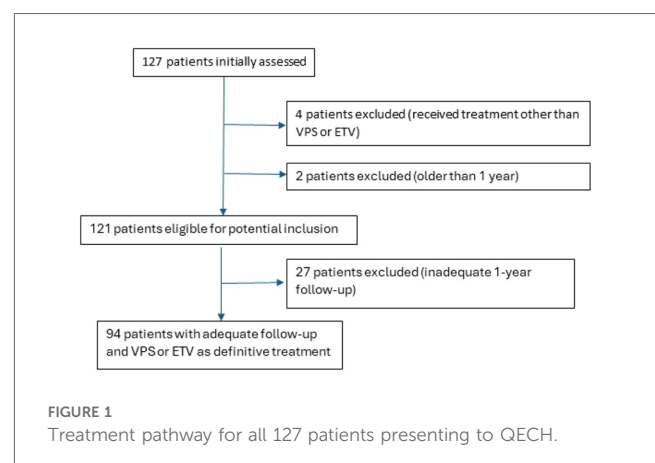 127 patients initially assessed
4 patients excluded (received treatment other than
VPS or ETV)
2 patients excluded (older than 1 year)
121 patients eligible for potential inclusion
27 patients excluded (inadequate 1-year
follow-up)
94 patients with adequate follow-up
and VPS or ETV as definitive treatment
FIGURE 1
Treatment pathway for all 127 patients presenting to QECH.